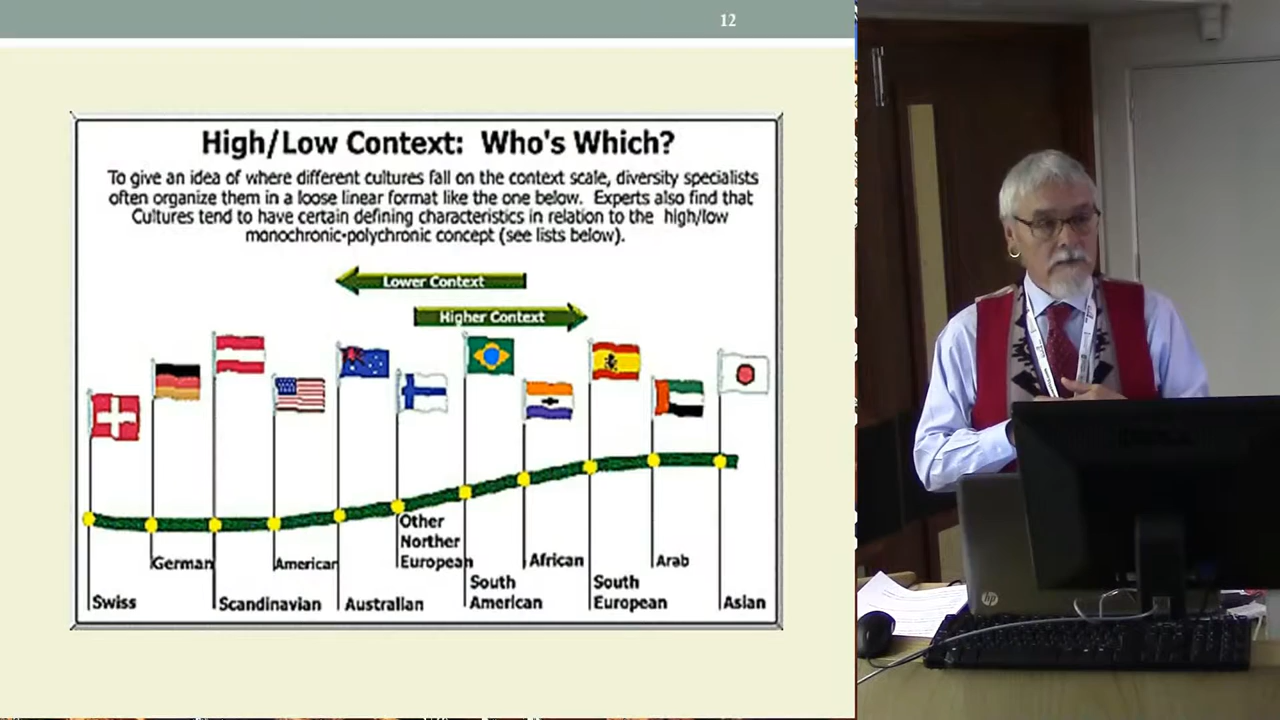 12
High/Low Context: Who's Which?
To give an idea of where different cultures fall on the context scale, diversity specialists
often organize them in a loose linear format like the one below. Experts also find that
Cultures tend to have certain defining characteristics in relation to the high/low
monochronic-polychronic concept (see lists below).
Lower Context
Higher Context
Swiss
German
Scandinavian
American
Australian
Other
Norther
European
South
American
African
South
European
Arab
Asian
hp